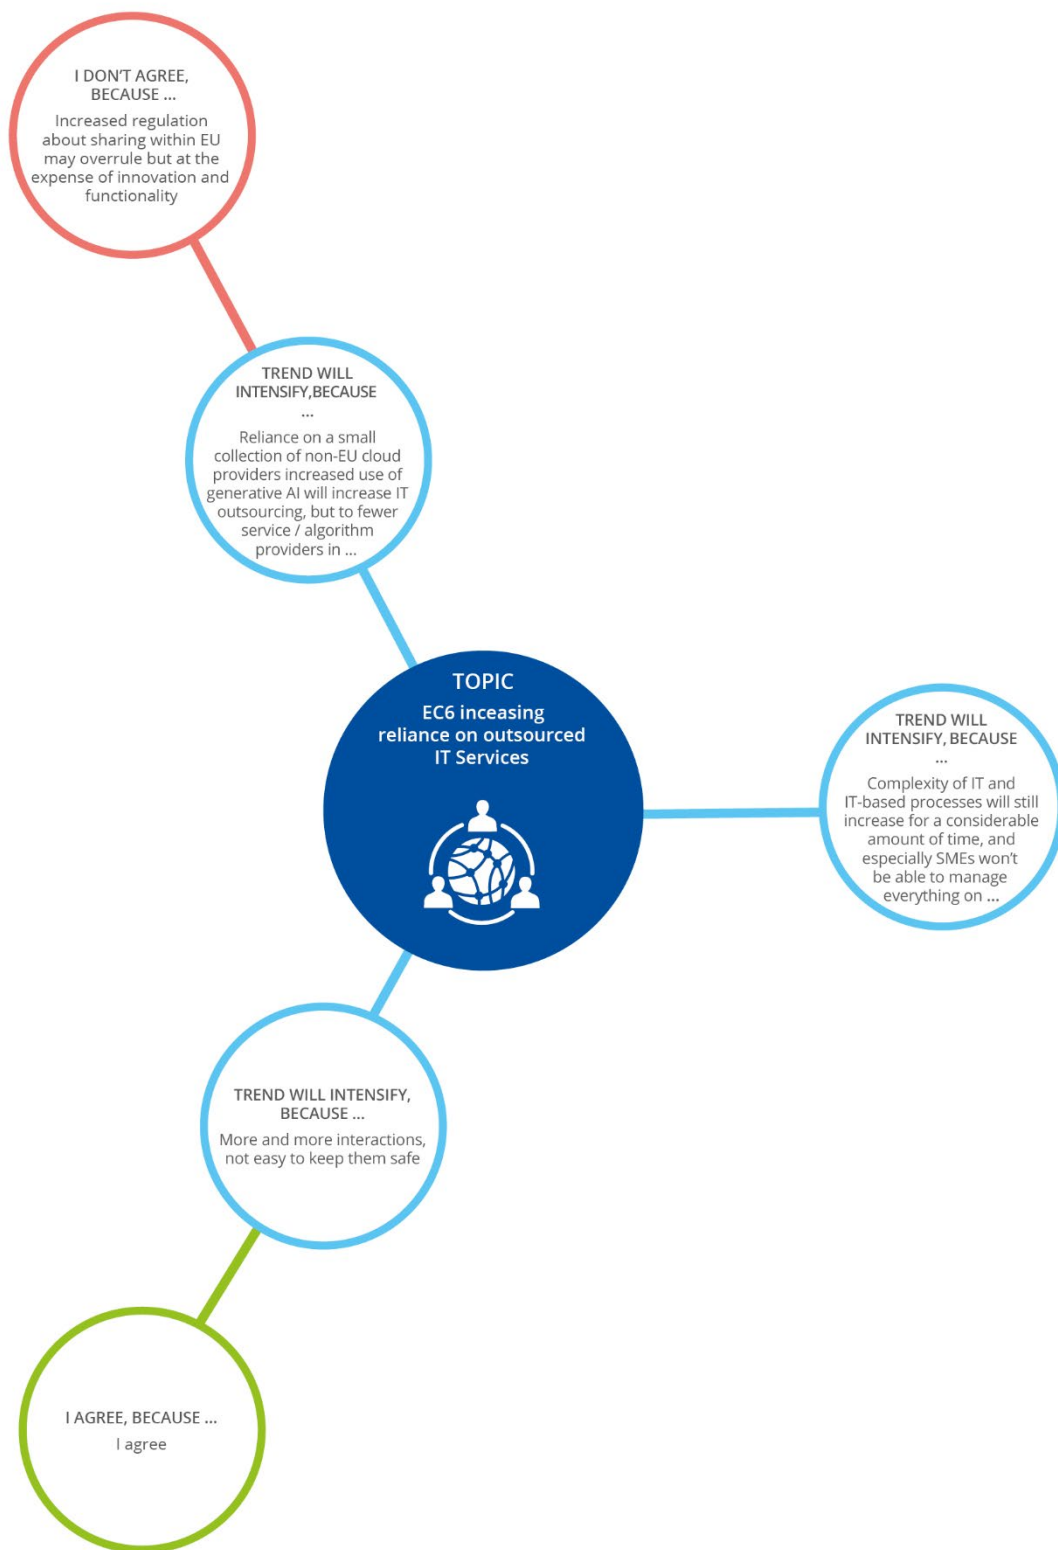 I DON'T AGREE,
BECAUSE ...
Increased regulation
about sharing within EU
may overrule but at the
expense of innovation and
functionality
TREND WILL
INTENSIFY,BECAUSE
...
Reliance on a small
collection of non-EU cloud
providers increased use of
generative AI will increase IT
outsourcing, but to fewer
service / algorithm
providers in ...
TOPIC
EC6 inceasing
reliance on outsourced
IT Services
TREND WILL
INTENSIFY, BECAUSE
...
Complexity of IT and
IT-based processes will still
increase for a considerable
amount of time, and
especially SMEs won't
be able to manage
everything on ...
TREND WILL INTENSIFY,
BECAUSE ...
More and more interactions,
not easy to keep them safe
I AGREE, BECAUSE ...
I agree